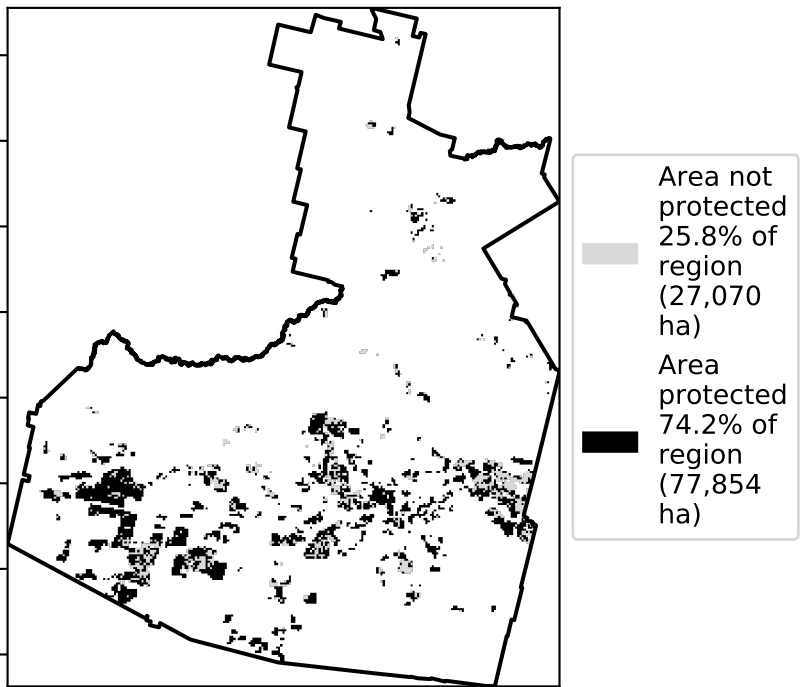 Area not
protected
25.8% of
region
(27,070
ha)
Area
protected
74.2% of
region
(77,854
ha)